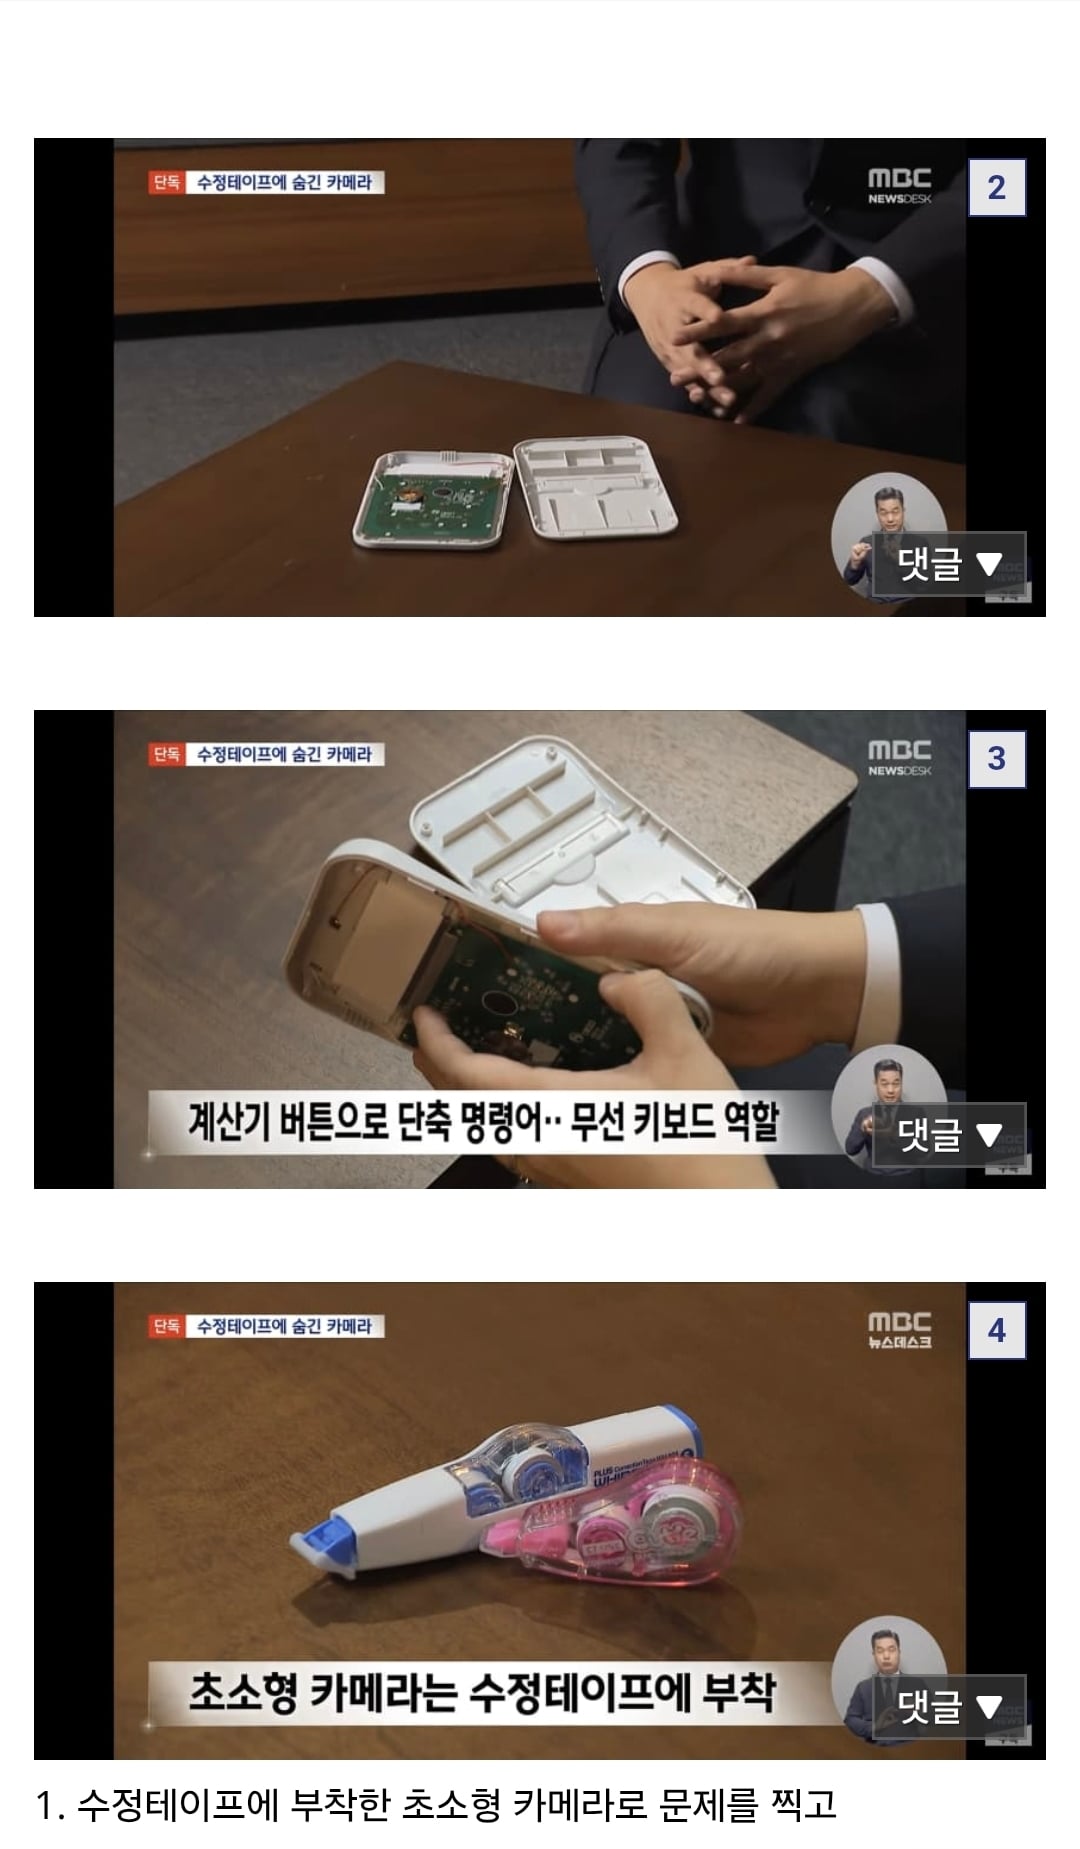 단독 수정테이프에 숨긴 카메라
MBC
NEWSDESK
2
댓글 ▼
단독 수정테이프에 숨긴 카메라
MBC
NEWSDESK
3
계산기 버튼으로 단축 명령어·· 무선 키보드 역할
댓글 ▼
단독 수정테이프에 숨긴 카메라
MBC
뉴스데스크
4
PLUS
초소형 카메라는 수정테이프에 부착
댓글 ▼
1. 수정테이프에 부착한 초소형 카메라로 문제를 찍고